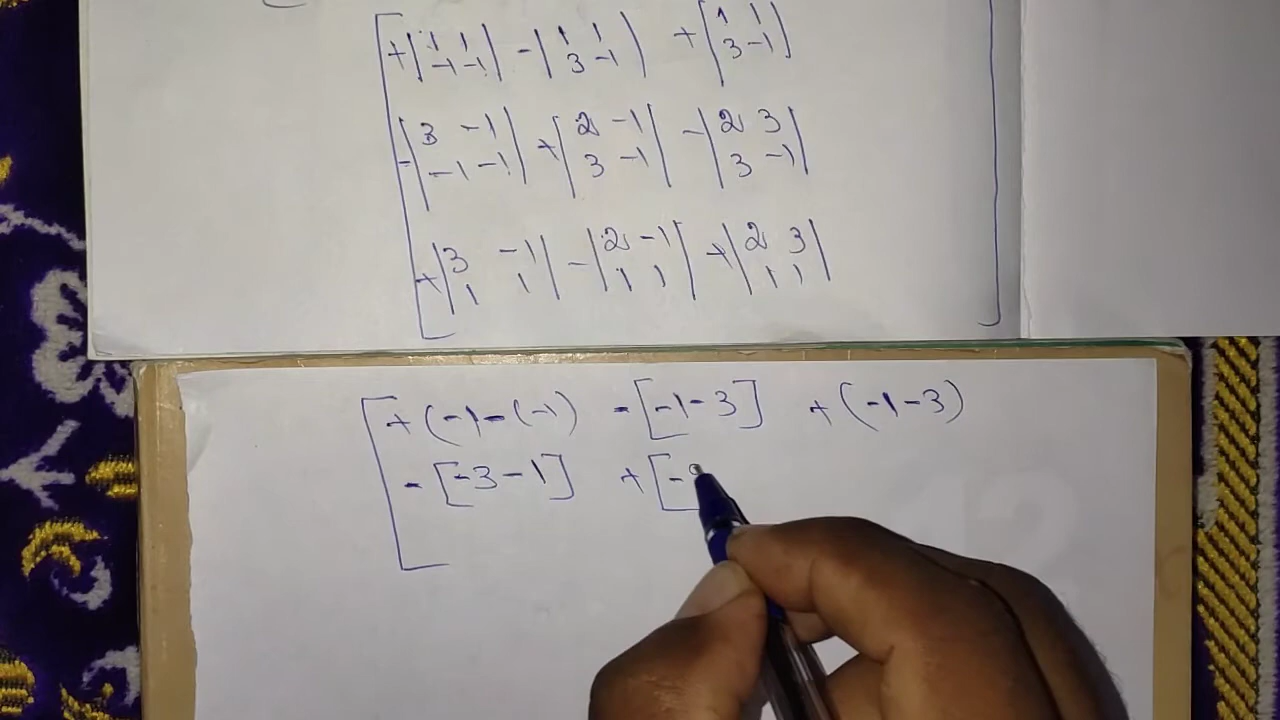 +| 1 1 | -| 1 1 | +| 1 1 |
| -1 -1 | | 3 -1 | | 3 -1 |
-| 3 -1 | +| 2 -1 | -| 2 3 |
| -1 -1 | | 3 -1 | | 3 -1 |
+| 3 -1 | -| 2 -1 | +| 2 3 |
| 1 1 | | 1 1 | | 1 1 |
[ +(-1-(-1) -[-1-3] +(-1-3)
-[-3-1] +[-